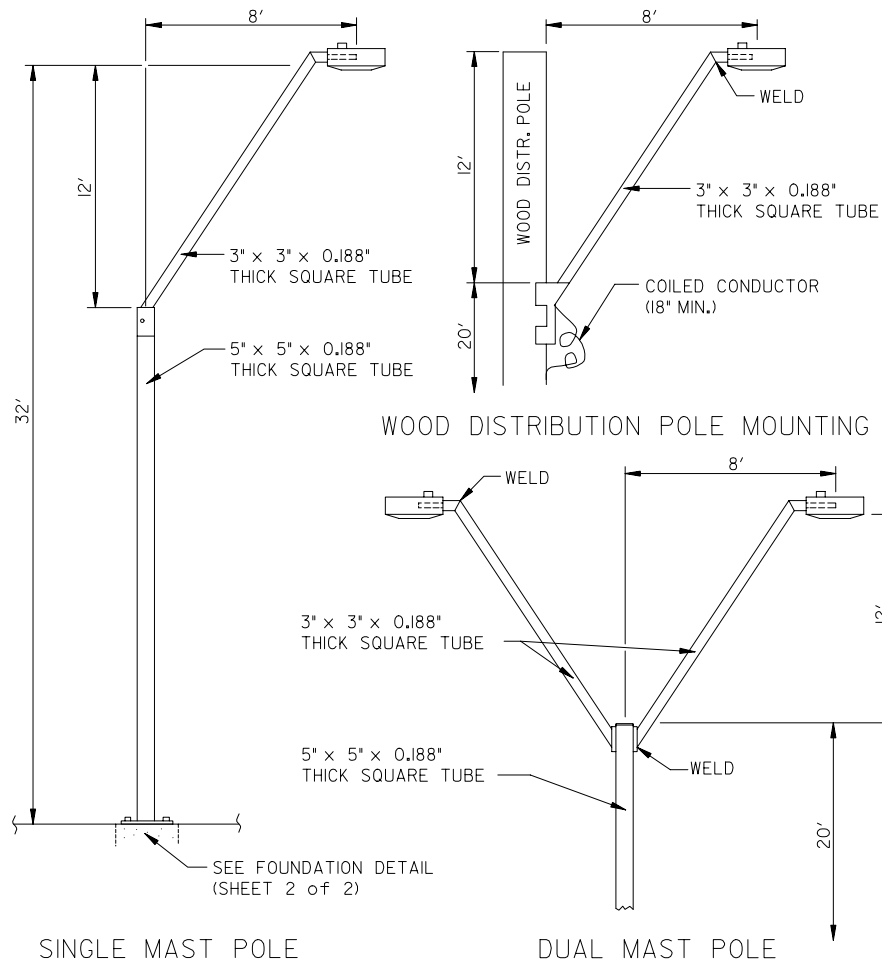 8'
12'
32'
3" x 3" x 0.188"
THICK SQUARE TUBE
5" x 5" x 0.188"
THICK SQUARE TUBE
SEE FOUNDATION DETAIL
(SHEET 2 of 2)
SINGLE MAST POLE
8'
WOOD DISTR. POLE
12'
20'
WELD
3" x 3" x 0.188"
THICK SQUARE TUBE
COILED CONDUCTOR
(18" MIN.)
WOOD DISTRIBUTION POLE MOUNTING
8'
WELD
3" x 3" x 0.188"
THICK SQUARE TUBE
12'
5" x 5" x 0.188"
THICK SQUARE TUBE
WELD
20'
DUAL MAST POLE